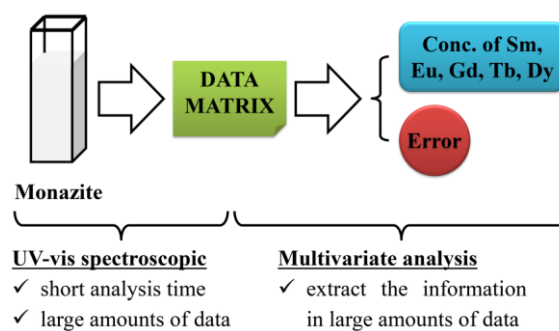 Conc. of Sm,
Eu, Gd, Tb, Dy
DATA
MATRIX
Error
Monazite
UV-vis spectroscopic
✓ short analysis time
✓ large amounts of data
Multivariate analysis
✓ extract the information
in large amounts of data